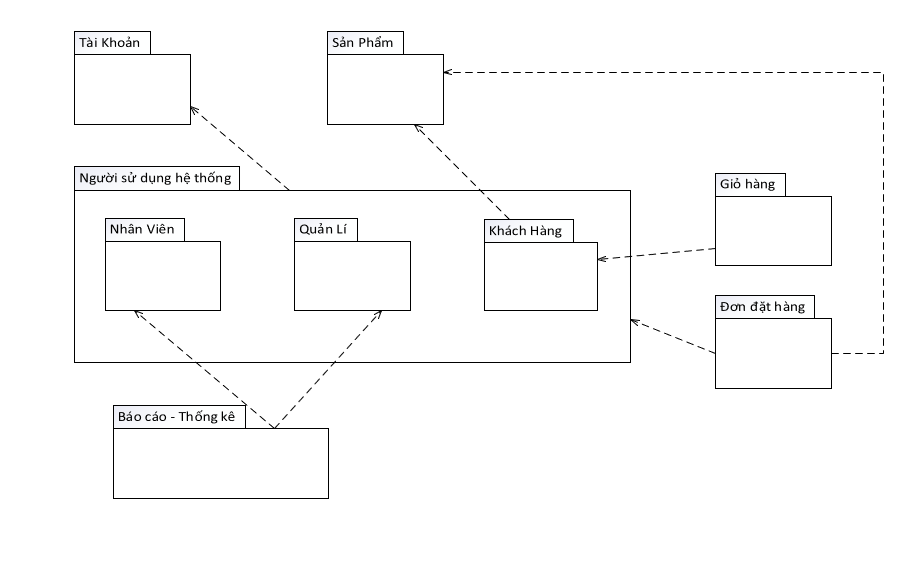 Tài Khoản
Sản Phẩm
Người sử dụng hệ thống
Giỏ hàng
Nhân Viên
Quản Lí
Khách Hàng
Đơn đặt hàng
Báo cáo - Thống kê